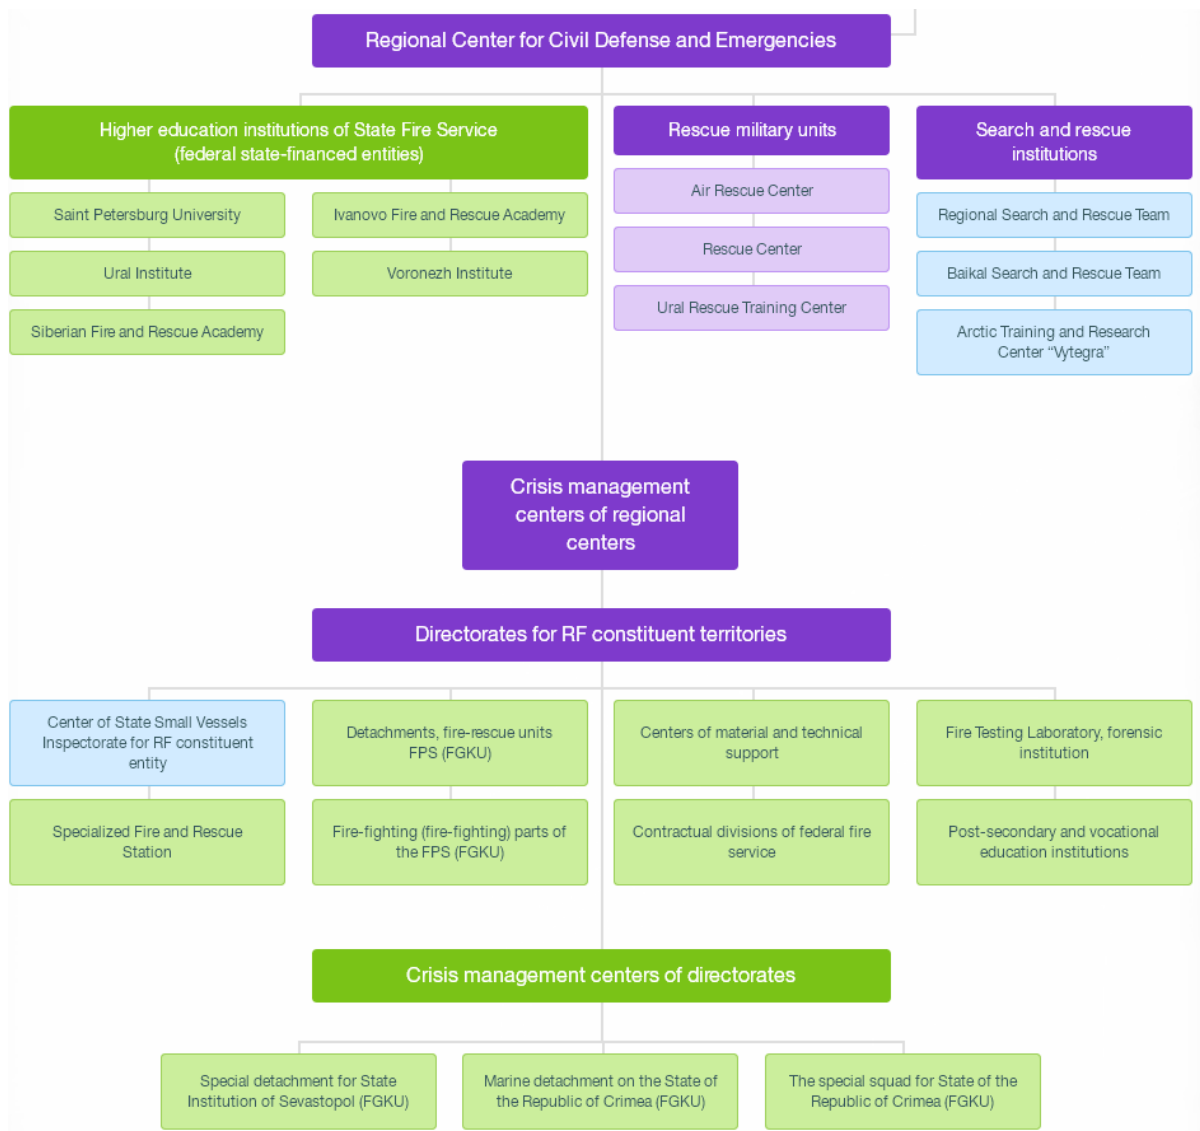 Regional Center for Civil Defense and Emergencies
Higher education institutions of State Fire Service
(federal state-financed entities)
Saint Petersburg University
Ural Institute
Siberian Fire and Rescue Academy
Ivanovo Fire and Rescue Academy
Voronezh Institute
Rescue military units
Air Rescue Center
Rescue Center
Ural Rescue Training Center
Search and rescue
institutions
Regional Search and Rescue Team
Baikal Search and Rescue Team
Arctic Training and Research
Center “Vytegra”
Crisis management
centers of regional
centers
Directorates for RF constituent territories
Center of State Small Vessels
Inspectorate for RF constituent
entity
Specialized Fire and Rescue
Station
Detachments, fire-rescue units
FPS (FGKU)
Fire-fighting (fire-fighting) parts of
the FPS (FGKU)
Centers of material and technical
support
Contractual divisions of federal fire
service
Fire Testing Laboratory, forensic
institution
Post-secondary and vocational
education institutions
Crisis management centers of directorates
Special detachment for State
Institution of Sevastopol (FGKU)
Marine detachment on the State of
the Republic of Crimea (FGKU)
The special squad for State of the
Republic of Crimea (FGKU)